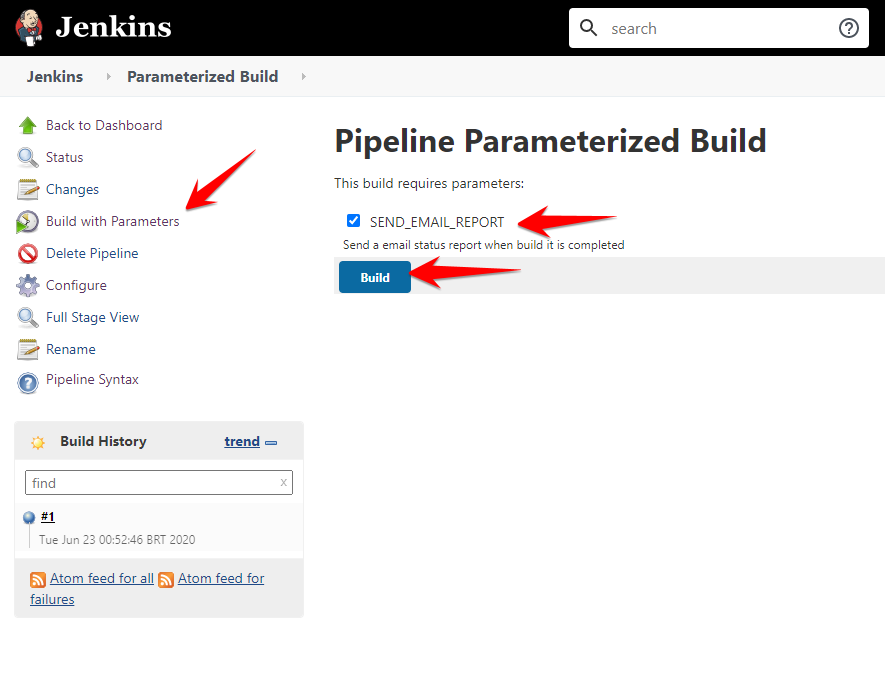 Jenkins
search
Jenkins Parameterized Build
Back to Dashboard
Status
Changes
Build with Parameters
Delete Pipeline
Configure
Full Stage View
Rename
Pipeline Syntax
Build History trend
find x
#1
Tue Jun 23 00:52:46 BRT 2020
Atom feed for all Atom feed for
failures
Pipeline Parameterized Build
This build requires parameters:
SEND_EMAIL_REPORT
Send a email status report when build it is completed
Build